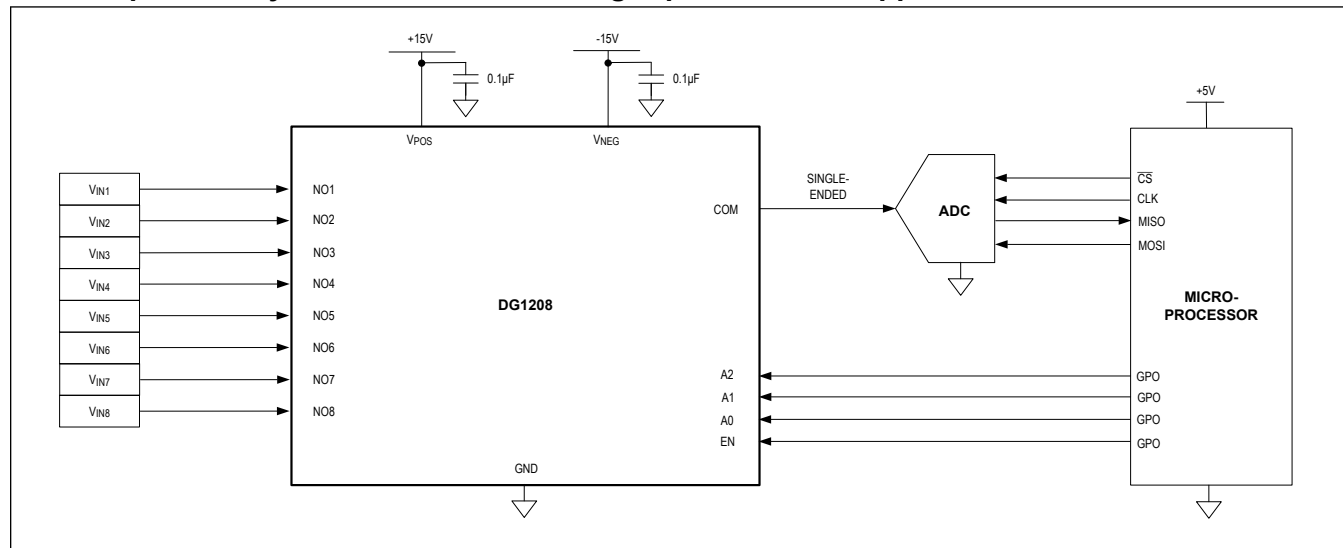 +15V
-15V
0.1µF
0.1µF
+5V
VPOS
VNEG
VIN1
VIN2
VIN3
VIN4
VIN5
VIN6
VIN7
VIN8
NO1
NO2
NO3
NO4
NO5
NO6
NO7
NO8
DG1208
COM
A2
A1
A0
EN
GND
SINGLE-
ENDED
ADC
CS
CLK
MISO
MOSI
MICRO-
PROCESSOR
GPO
GPO
GPO
GPO